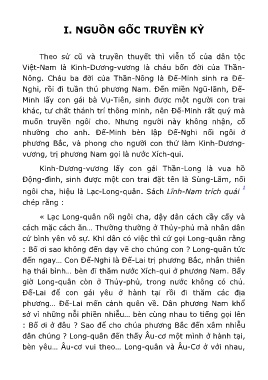 I. NGUỒN GỐC TRUYỀN KỲ
Theo sử cũ và truyền thuyết thì viễn tổ của dân tộc
Việt-Nam là Kinh-Dương-vương là cháu bốn đời của Thần-
Nông. Cháu ba đời của Thần-Nông là Đế-Minh sinh ra Đế-
Nghi, rồi đi tuần thú phương Nam. Đến miền Ngũ-lãnh, Đế-
Minh lấy con gái bà Vụ-Tiên, sinh được một người con trai
khác, tư chất thánh trí thông minh, nên Đế-Minh rất quý mà
muốn truyền ngôi cho. Nhưng người này không nhận, cố
nhường cho anh. Đế-Minh bèn lập Đế-Nghi nối ngôi ở
phương Bắc, và phong cho người con thứ làm Kinh-Dương-
vương, trị phương Nam gọi là nước Xích-qui.
Kinh-Dương-vương lấy con gái Thần-Long là vua hồ
Động-đình, sinh được một con trai đặt tên là Sùng-Lãm, nối
ngôi cha, hiệu là Lạc-Long-quân. Sách Lĩnh-Nam trích quái 1
chép rằng :
« Lạc Long-quân nối ngôi cha, dậy dân cách cầy cấy và
cách mặc cách ăn… Thường thường ở Thủy-phủ mà nhân dân
cứ bình yên vô sự. Khi dân có việc thì cứ gọi Long-quân rằng
: Bố đi sao không đến dạy vẽ cho chúng con ? Long-quân tức
đến ngay… Con Đế-Nghi là Đế-Lai trị phương Bắc, nhân thiên
hạ thái bình… bèn đi thăm nước Xích-qui ở phương Nam. Bấy
giờ Long-quân còn ở Thủy-phủ, trong nước không có chủ.
Đế-Lai để con gái yêu ở hành tại rồi đi thăm các địa
phương… Đế-Lai mến cảnh quên về. Dân phương Nam khổ
sở vì những nỗi phiền nhiễu… bèn cùng nhau to tiếng gọi lên
: Bố ơi ở đâu ? Sao để cho chúa phương Bắc đến xâm nhiễu
dân chúng ? Long-quân đến thấy Âu-cơ một mình ở hành tại,
bèn yêu… Âu-cơ vui theo… Long-quân và Âu-Cơ ở với nhau,